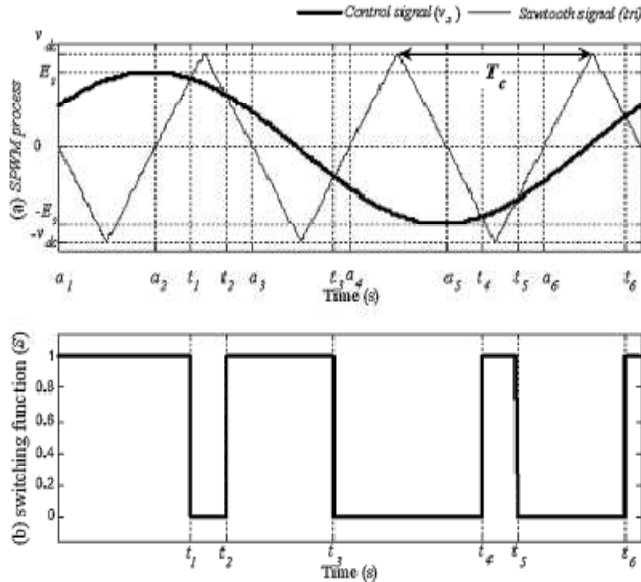 Control signal (v_s) Sawtooth signal (tri)
v_dc
E_s
0
-E_s
-v_dc
(a) SPWM process
T_c
a_1 a_2 t_1 t_2 a_3 t_3 a_4 a_5 t_4 t_5 a_6 t_6
Time (s)
(b) switching function (S)
1
0.8
0.6
0.4
0.2
0
t_1 t_2 t_3 t_4 t_5 t_6
Time (s)